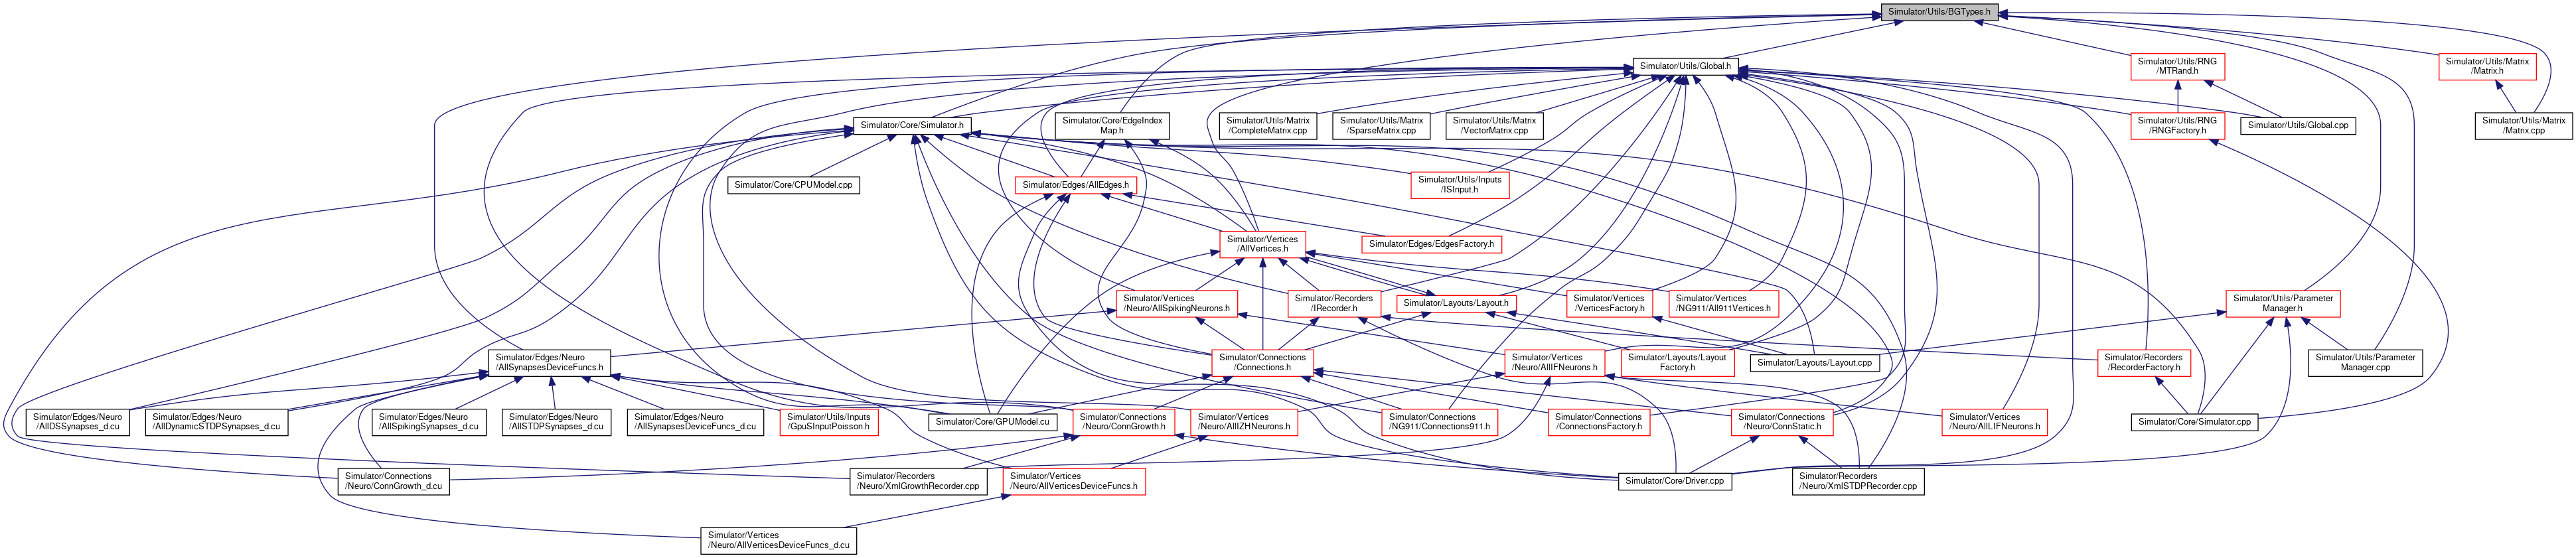 Simulator/Utils/BGTypes.h
Simulator/Utils/Global.h
Simulator/Utils/RNG
/MTRand.h
Simulator/Utils/Matrix
/Matrix.h
Simulator/Core/Simulator.h
Simulator/Core/EdgeIndex
Map.h
Simulator/Utils/Matrix
/CompleteMatrix.cpp
Simulator/Utils/Matrix
/SparseMatrix.cpp
Simulator/Utils/Matrix
/VectorMatrix.cpp
Simulator/Utils/RNG
/RNGFactory.h
Simulator/Utils/Global.cpp
Simulator/Utils/Matrix
/Matrix.cpp
Simulator/Core/CPUModel.cpp
Simulator/Edges/AllEdges.h
Simulator/Utils/Inputs
/ISInput.h
Simulator/Vertices
/AllVertices.h
Simulator/Edges/EdgesFactory.h
Simulator/Vertices
/Neuro/AllSpikingNeurons.h
Simulator/Recorders
/IRecorder.h
Simulator/Layouts/Layout.h
Simulator/Vertices
/VerticesFactory.h
Simulator/Vertices
/NG911/All911Vertices.h
Simulator/Utils/Parameter
Manager.h
Simulator/Edges/Neuro
/AllSynapsesDeviceFuncs.h
Simulator/Connections
/Connections.h
Simulator/Vertices
/Neuro/AllIFNeurons.h
Simulator/Layouts/Layout
Factory.h
Simulator/Layouts/Layout.cpp
Simulator/Recorders
/RecorderFactory.h
Simulator/Utils/Parameter
Manager.cpp
Simulator/Edges/Neuro
/AllDSSynapses_d.cu
Simulator/Edges/Neuro
/AllDynamicSTDPSynapses_d.cu
Simulator/Edges/Neuro
/AllSpikingSynapses_d.cu
Simulator/Edges/Neuro
/AllSTDPSynapses_d.cu
Simulator/Edges/Neuro
/AllSynapsesDeviceFuncs_d.cu
Simulator/Utils/Inputs
/GpuSInputPoisson.h
Simulator/Core/GPUModel.cu
Simulator/Connections
/Neuro/ConnGrowth.h
Simulator/Vertices
/Neuro/AllIZHNeurons.h
Simulator/Connections
/NG911/Connections911.h
Simulator/Connections
/ConnectionsFactory.h
Simulator/Connections
/Neuro/ConnStatic.h
Simulator/Vertices
/Neuro/AllLIFNeurons.h
Simulator/Core/Simulator.cpp
Simulator/Connections
/Neuro/ConnGrowth_d.cu
Simulator/Recorders
/Neuro/XmlGrowthRecorder.cpp
Simulator/Vertices
/Neuro/AllVerticesDeviceFuncs.h
Simulator/Core/Driver.cpp
Simulator/Recorders
/Neuro/XmlSTDPRecorder.cpp
Simulator/Vertices
/Neuro/AllVerticesDeviceFuncs_d.cu